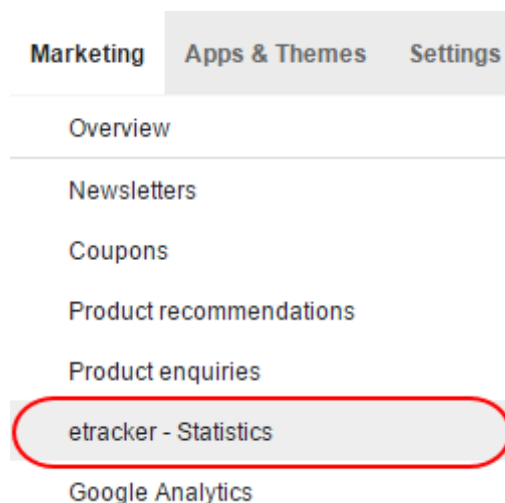 Marketing Apps & Themes Settings
Overview
Newsletters
Coupons
Product recommendations
Product enquiries
etracker - Statistics
Google Analytics